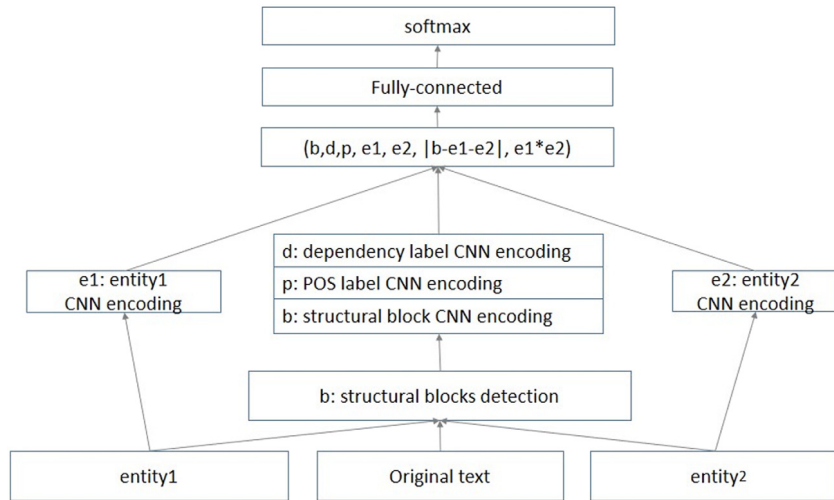 softmax
Fully-connected
(b,d,p, e1, e2, |b-e1-e2|, e1*e2)
d: dependency label CNN encoding
p: POS label CNN encoding
b: structural block CNN encoding
e1: entity1
CNN encoding
e2: entity2
CNN encoding
b: structural blocks detection
entity1
Original text
entity2